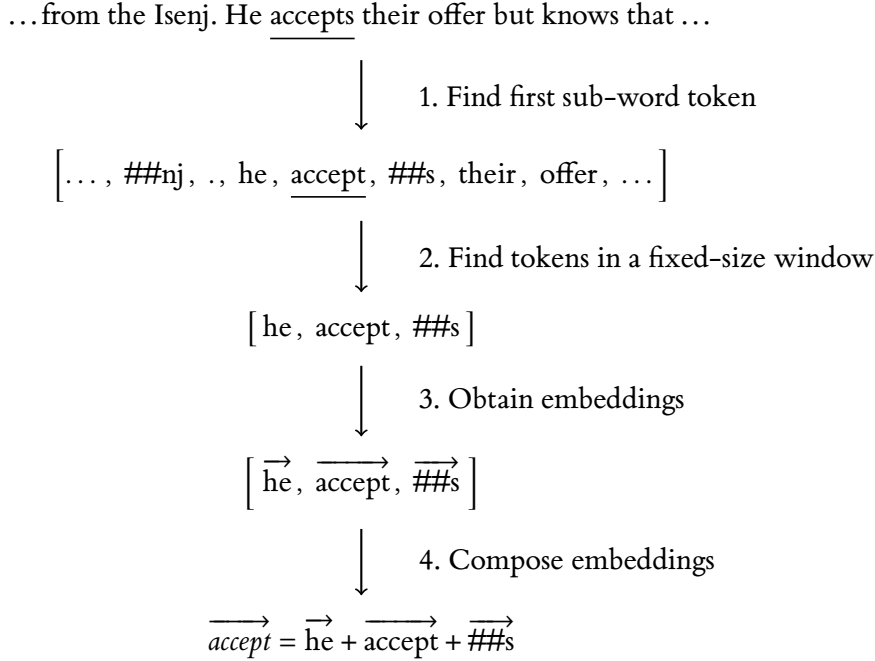 …from the Isenj. He accepts their offer but knows that …
1. Find first sub-word token
[…, ##nj, ., he, accept, ##s, their, offer, …]
2. Find tokens in a fixed-size window
[he, accept, ##s]
3. Obtain embeddings
[he, accept, ##s]
4. Compose embeddings
accept = he + accept + ##s